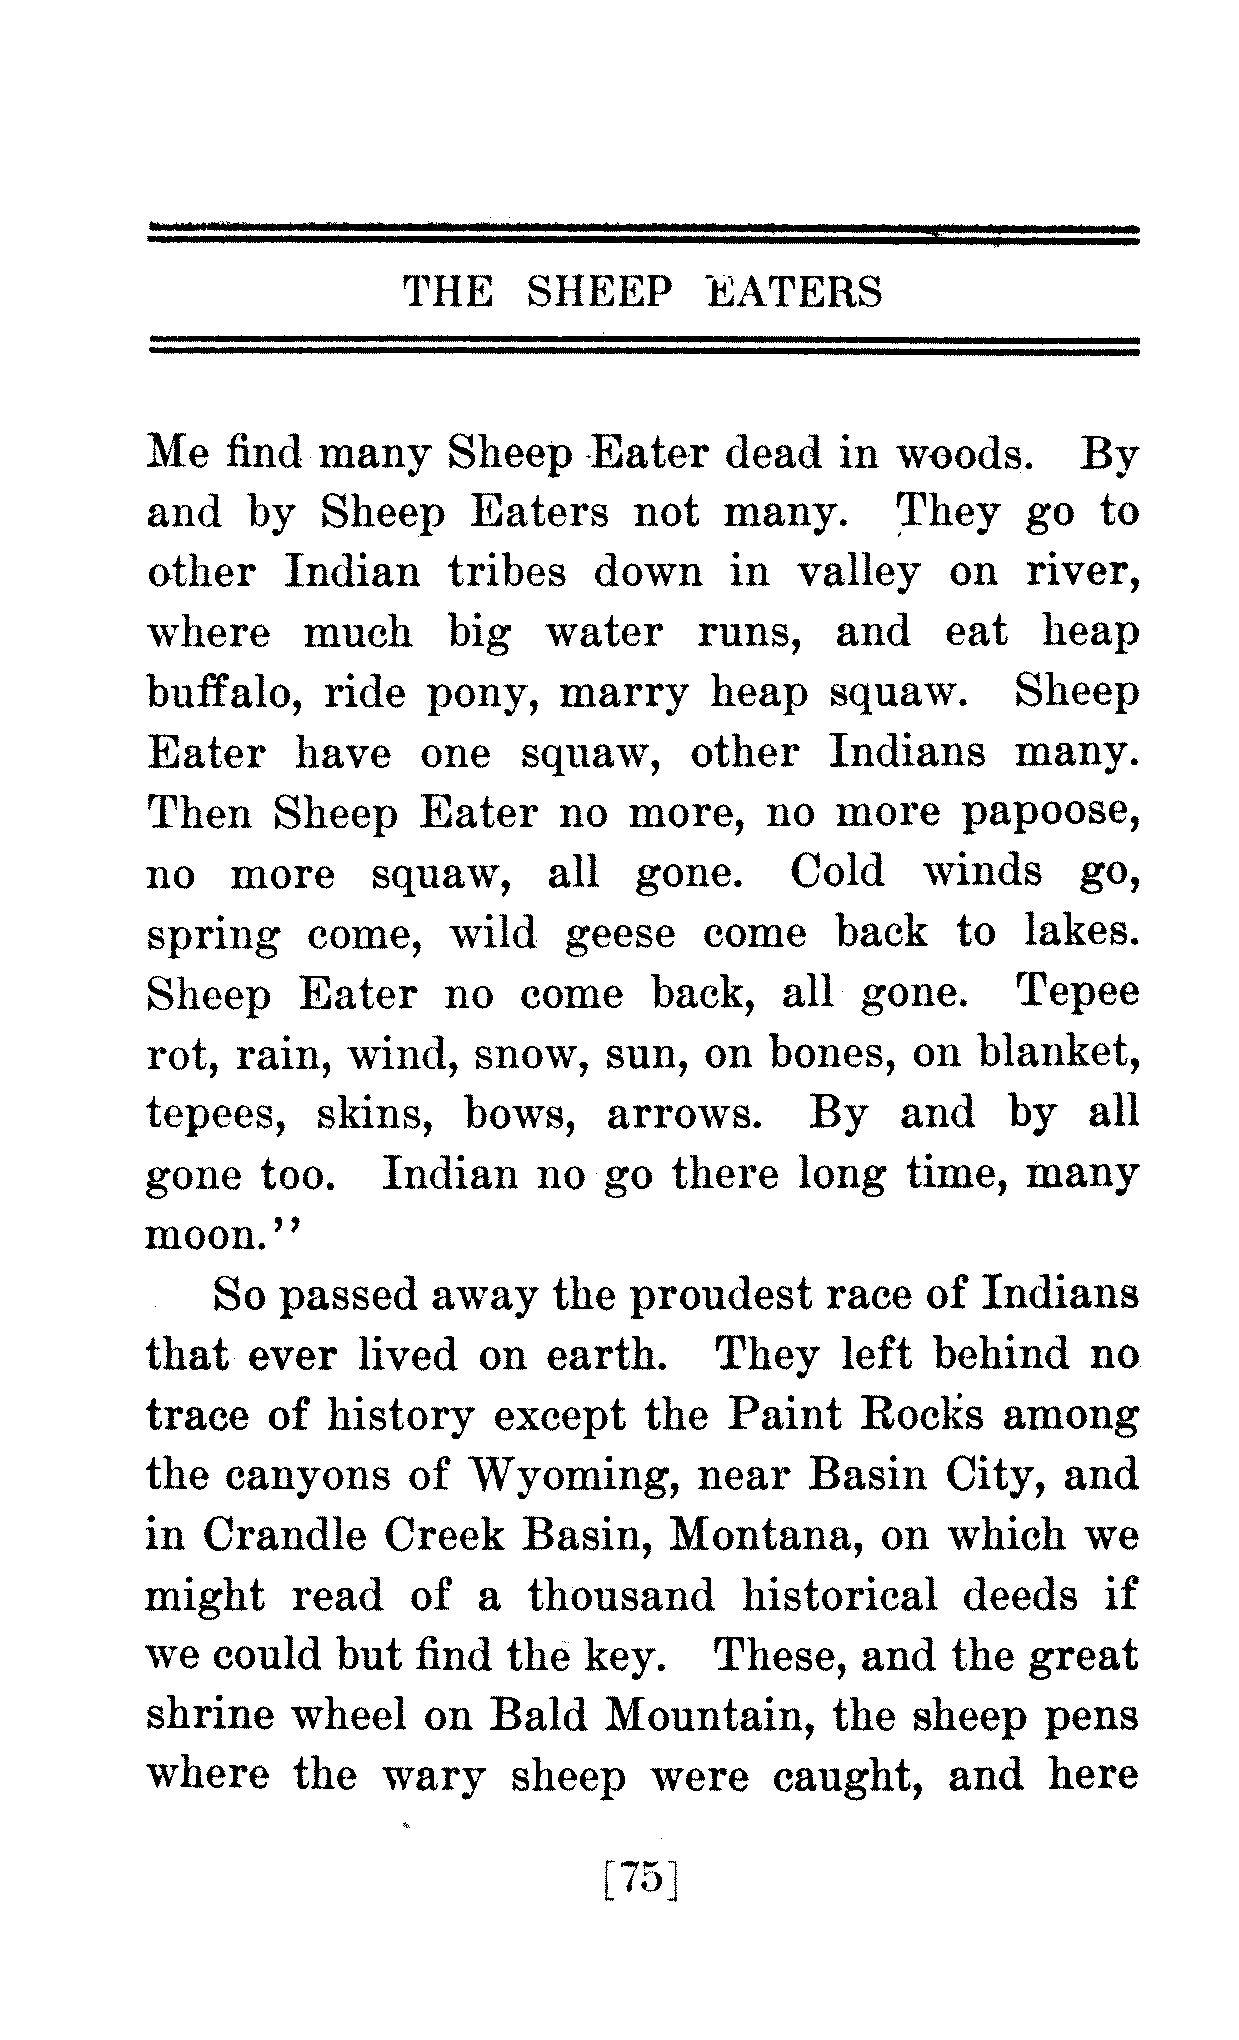 THE SHEEP EATERS
Me find many Sheep Eater dead in woods. By
and by Sheep Eaters not many. They go to
other Indian tribes down in valley on river,
where much big water runs, and eat heap
buffalo, ride pony, marry heap squaw. Sheep
Eater have one squaw, other Indians many.
Then Sheep Eater no more, no more papoose,
no more squaw, all gone. Cold winds go,
spring come, wild geese come back to lakes.
Sheep Eater no come back, all gone. Tepee
rot, rain, wind, snow, sun, on bones, on blanket,
tepees, skins, bows, arrows. By and by all
gone too. Indian no go there long time, many
moon.’’
So passed away the proudest race of Indians
that ever lived on earth. They left behind no
trace of history except the Paint Rocks among
the canyons of Wyoming, near Basin City, and
in Crandle Creek Basin, Montana, on which we
might read of a thousand historical deeds if
we could but find the key. These, and the great
shrine wheel on Bald Mountain, the sheep pens
where the wary sheep were caught, and here
[75]